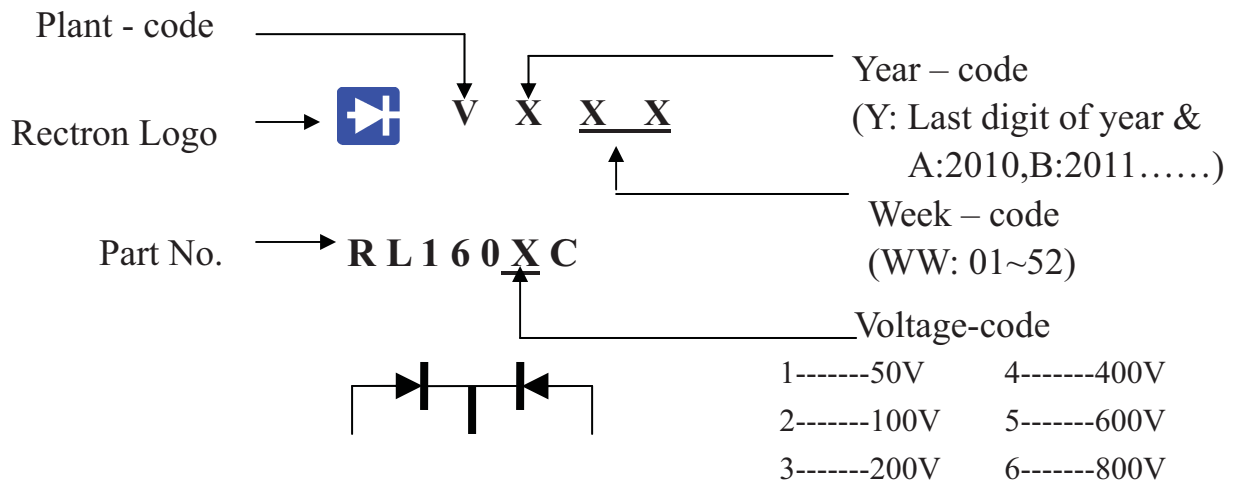 Plant - code
Year – code
Rectron Logo
V X X X
(Y: Last digit of year &
A:2010,B:2011……)
Week – code
(WW: 01~52)
Part No.
R L 1 6 0 X C
Voltage-code
1-------50V 4-------400V
2-------100V 5-------600V
3-------200V 6-------800V